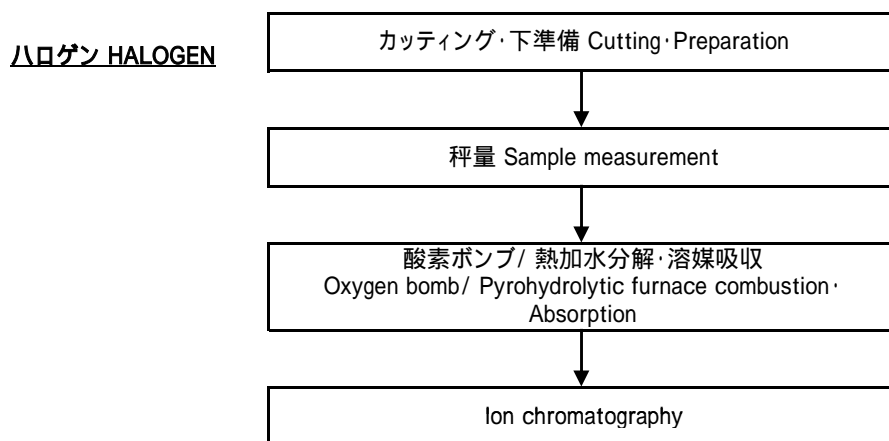 ハロゲン HALOGEN
カッティング・下準備 Cutting・Preparation
秤量 Sample measurement
酸素ボンブ/ 熱加水分解・溶媒吸収
Oxygen bomb/ Pyrohydrolytic furnace combustion・
Absorption
Ion chromatography